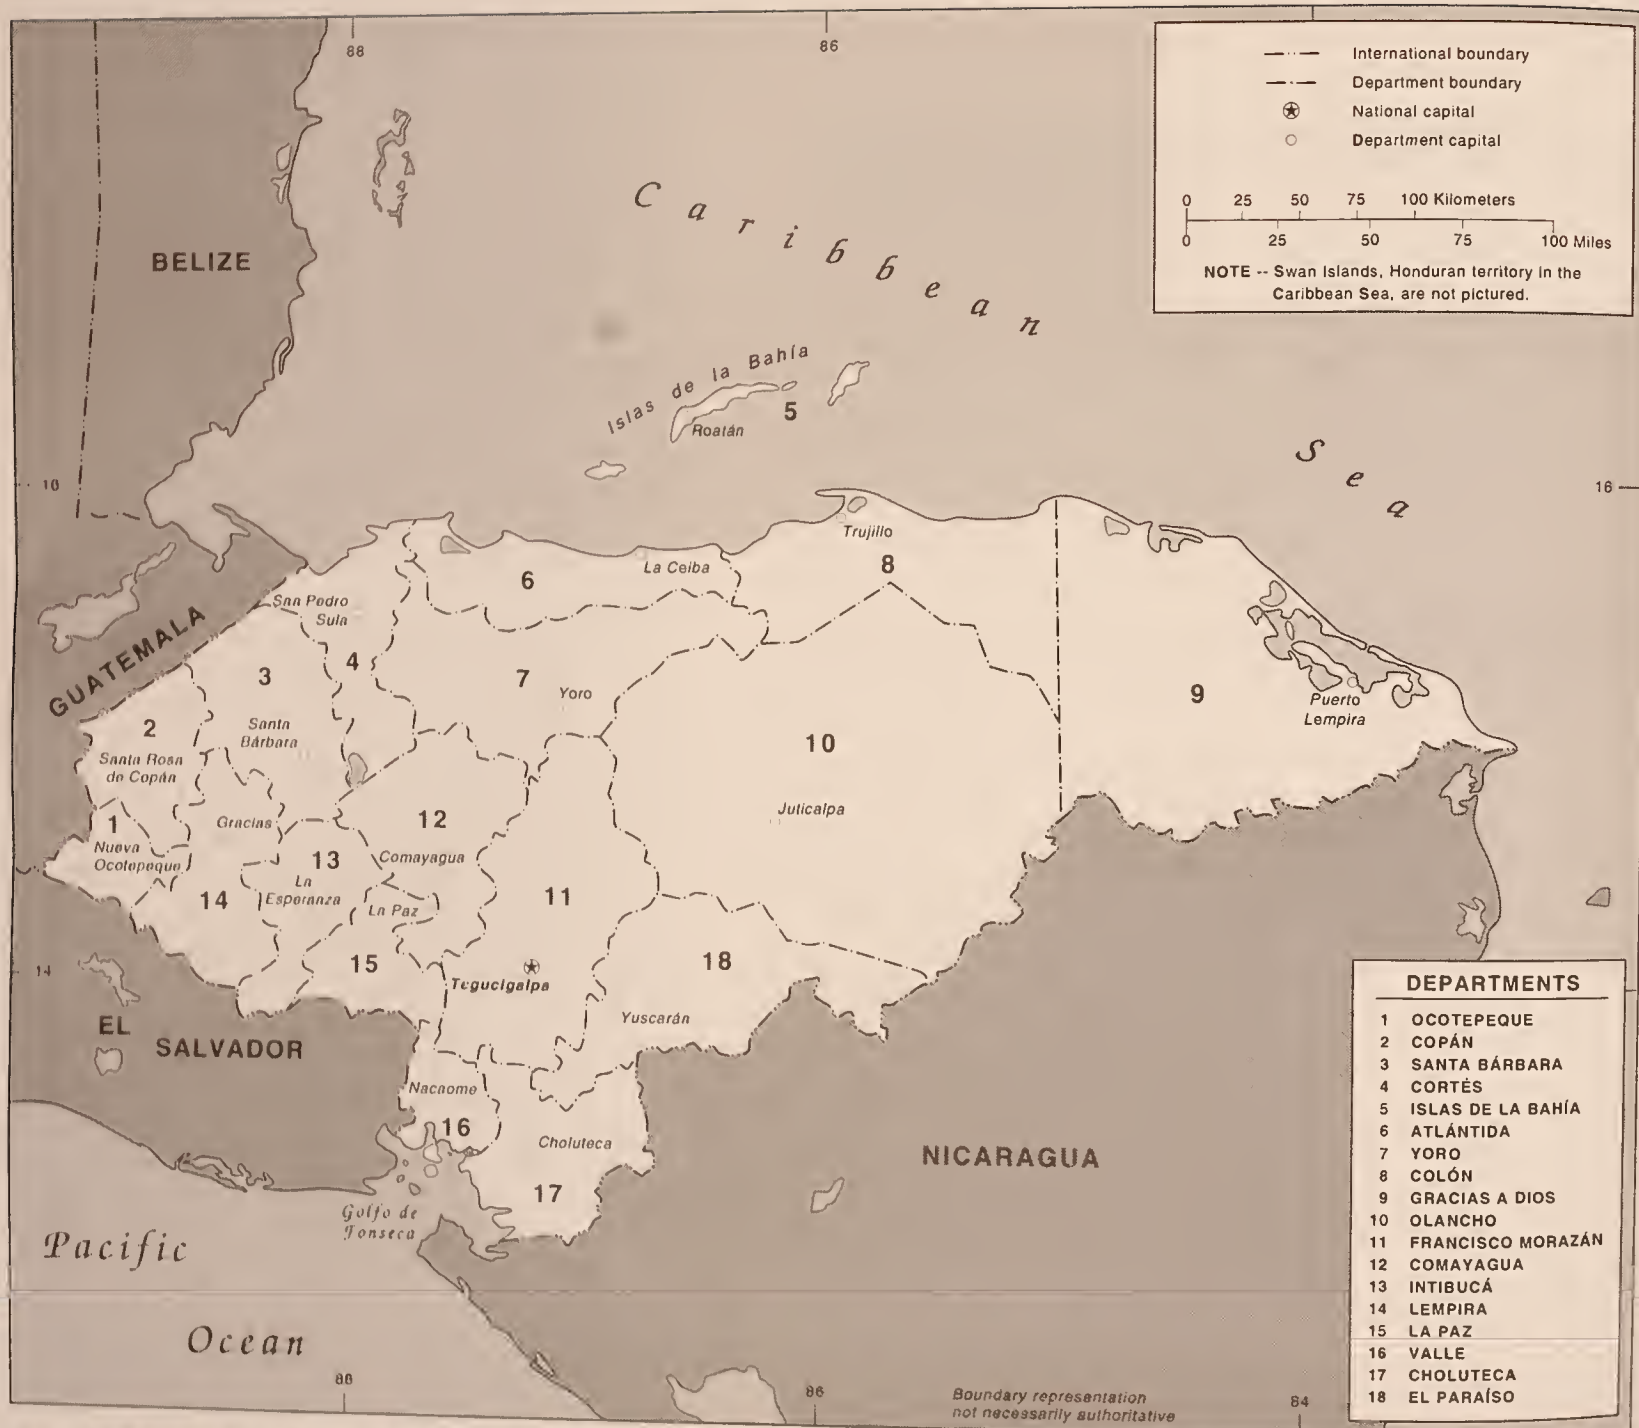 88
86
International boundary
Department boundary
National capital
Department capital
0 25 50 75 100 Kilometers
0 25 50 75 100 Miles
NOTE -- Swan Islands, Honduran territory in the
Caribbean Sea, are not pictured.
Caribbean
Sea
BELIZE
Islas de la Bahía
5
Roatán
16
16
Trujillo
La Ceiba
6
8
San Pedro
Sula
GUATEMALA
4
3
7
Yoro
9
Puerto
Lempira
2
Santa
Bárbara
10
Santa Rosa
de Copán
1
Gracias
12
Juticalpa
Nueva
Ocotepeque
13
Comayagua
La
Esperanza
14
11
La Paz
15
18
14
Tegucigalpa
Yuscarán
EL
SALVADOR
Nacaome
16
Choluteca
NICARAGUA
17
Golfo de
Fonseca
Pacific
Ocean
88
86
84
Boundary representation
not necessarily authoritative
DEPARTMENTS
1 OCOTEPEQUE
2 COPÁN
3 SANTA BÁRBARA
4 CORTÉS
5 ISLAS DE LA BAHÍA
6 ATLÁNTIDA
7 YORO
8 COLÓN
9 GRACIAS A DIOS
10 OLANCHO
11 FRANCISCO MORAZÁN
12 COMAYAGUA
13 INTIBUCÁ
14 LEMPIRA
15 LA PAZ
16 VALLE
17 CHOLUTECA
18 EL PARAÍSO